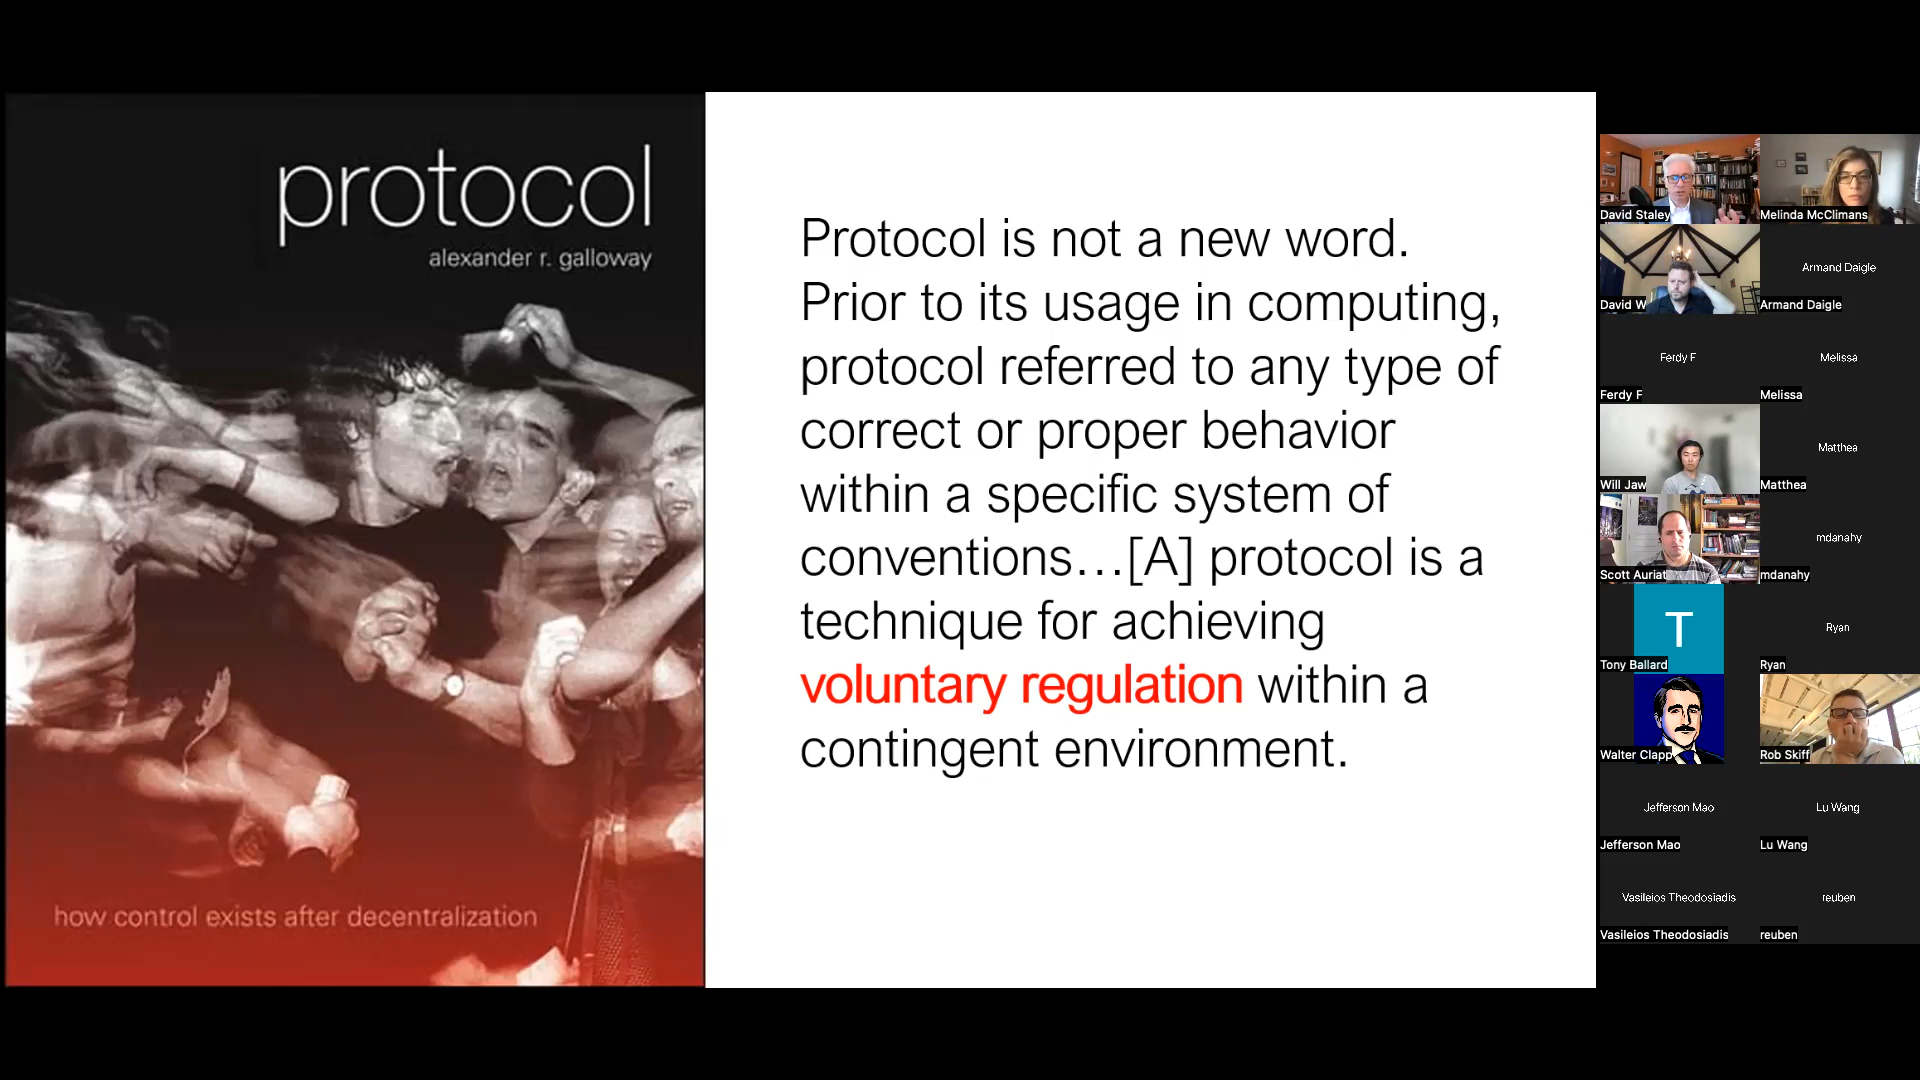 protocol
alexander r. galloway
how control exists after decentralization
Protocol is not a new word.
Prior to its usage in computing,
protocol referred to any type of
correct or proper behavior
within a specific system of
conventions…[A] protocol is a
technique for achieving
voluntary regulation within a
contingent environment.
David Staley
Melinda McClimans
David W
Armand Daigle
Armand Daigle
Ferdy F
Ferdy F
Melissa
Melissa
Will Jaw
Matthea
Matthea
Scott Auriat
mdanahy
mdanahy
T
Tony Ballard
Ryan
Ryan
Walter Clapp
Rob Skiff
Jefferson Mao
Jefferson Mao
Lu Wang
Lu Wang
Vasileios Theodosiadis
Vasileios Theodosiadis
reuben
reuben